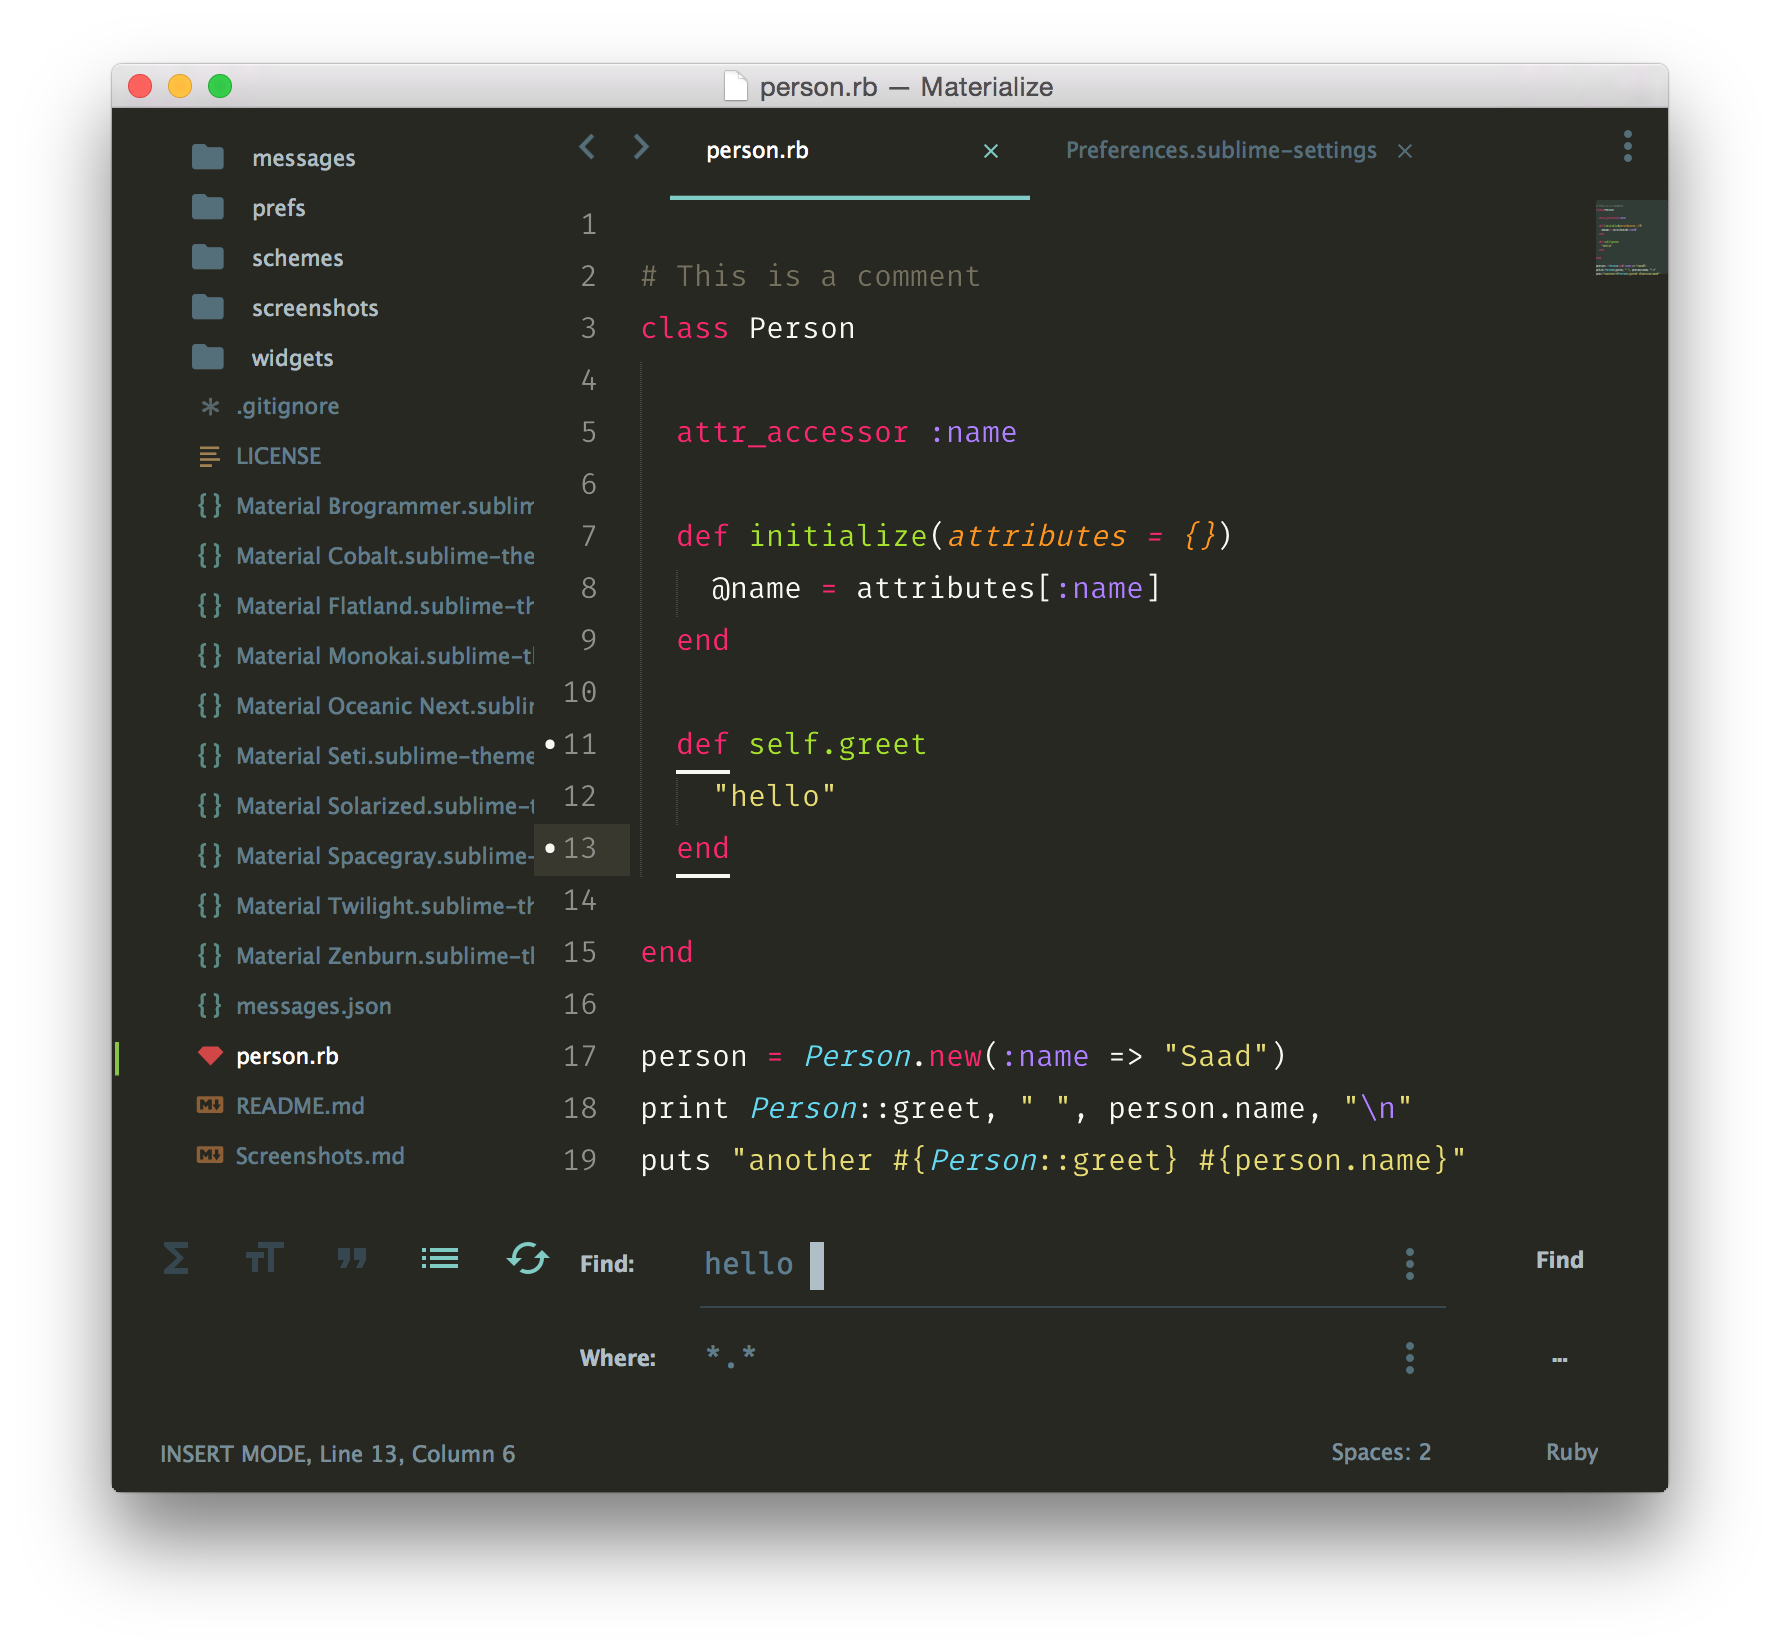 person.rb — Materialize
messages
prefs
schemes
screenshots
widgets
.gitignore
LICENSE
Material Brogrammer.sublim
Material Cobalt.sublime-the
Material Flatland.sublime-th
Material Monokai.sublime-tl
Material Oceanic Next.sublir
Material Seti.sublime-theme
Material Solarized.sublime-t
Material Spacegray.sublime-
Material Twilight.sublime-th
Material Zenburn.sublime-tl
messages.json
person.rb
README.md
Screenshots.md
person.rb × Preferences.sublime-settings ×
1
2 # This is a comment
3 class Person
4
5 attr_accessor :name
6
7 def initialize(attributes = {})
8 @name = attributes[:name]
9 end
10
11 def self.greet
12 "hello"
13 end
14
15 end
16
17 person = Person.new(:name => "Saad")
18 print Person::greet, " ", person.name, "\n"
19 puts "another #{Person::greet} #{person.name}"
Find: hello Find
Where: *.* ...
INSERT MODE, Line 13, Column 6 Spaces: 2 Ruby